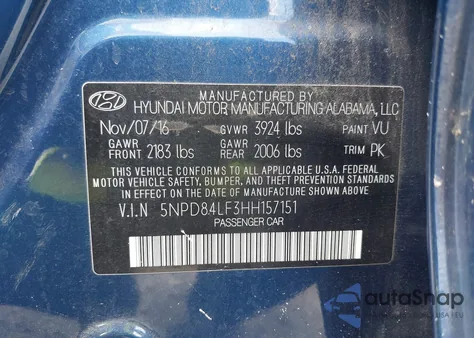 MANUFACTURED BY
HYUNDAI MOTOR MANUFACTURING ALABAMA, LLC
Nov/07/16 GVWR 3924 lbs PAINT VU
GAWR FRONT 2183 lbs GAWR REAR 2006 lbs TRIM PK
THIS VEHICLE CONFORMS TO ALL APPLICABLE U.S. FEDERAL
MOTOR VEHICLE SAFETY, BUMPER, AND THEFT PREVENTION STANDARDS
IN EFFECT ON THE DATE OF MANUFACTURE SHOWN ABOVE.
V.I.N 5NPD84LF3HH157151
PASSENGER CAR
autoSnap